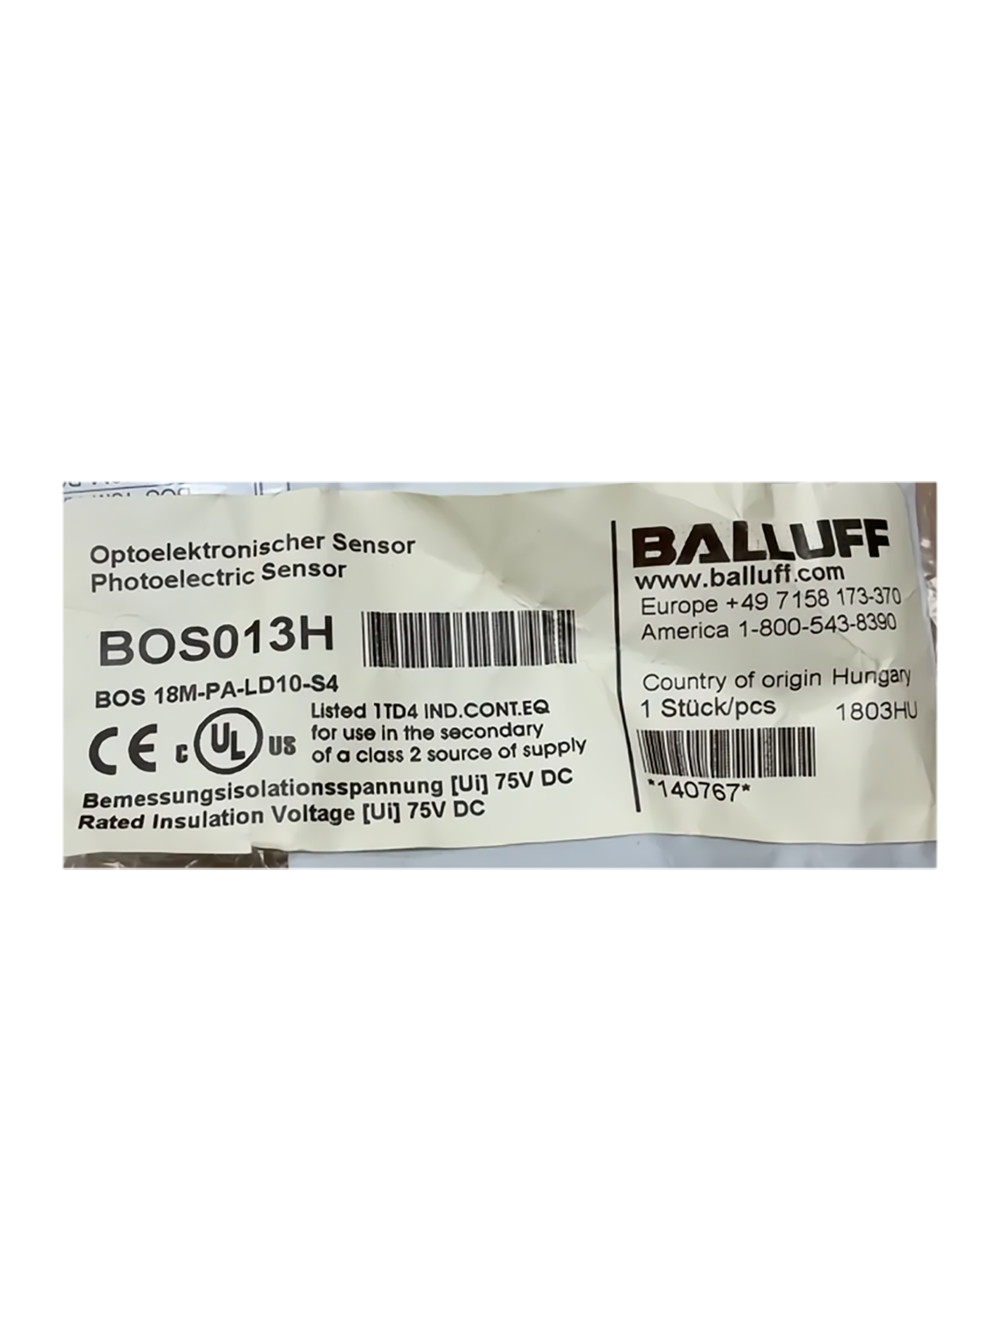 Optoelektronischer Sensor
Photoelectric Sensor
BOS013H
BOS 18M-PA-LD10-S4
CE c UL US
Listed 1TD4 IND.CONT.EQ
for use in the secondary
of a class 2 source of supply
Bemessungsisolationsspannung [Ui] 75V DC
Rated Insulation Voltage [Ui] 75V DC
BALLUFF
www.balluff.com
Europe +49 7158 173-370
America 1-800-543-8390
Country of origin Hungary
1 Stück/pcs 1803HU
*140767*